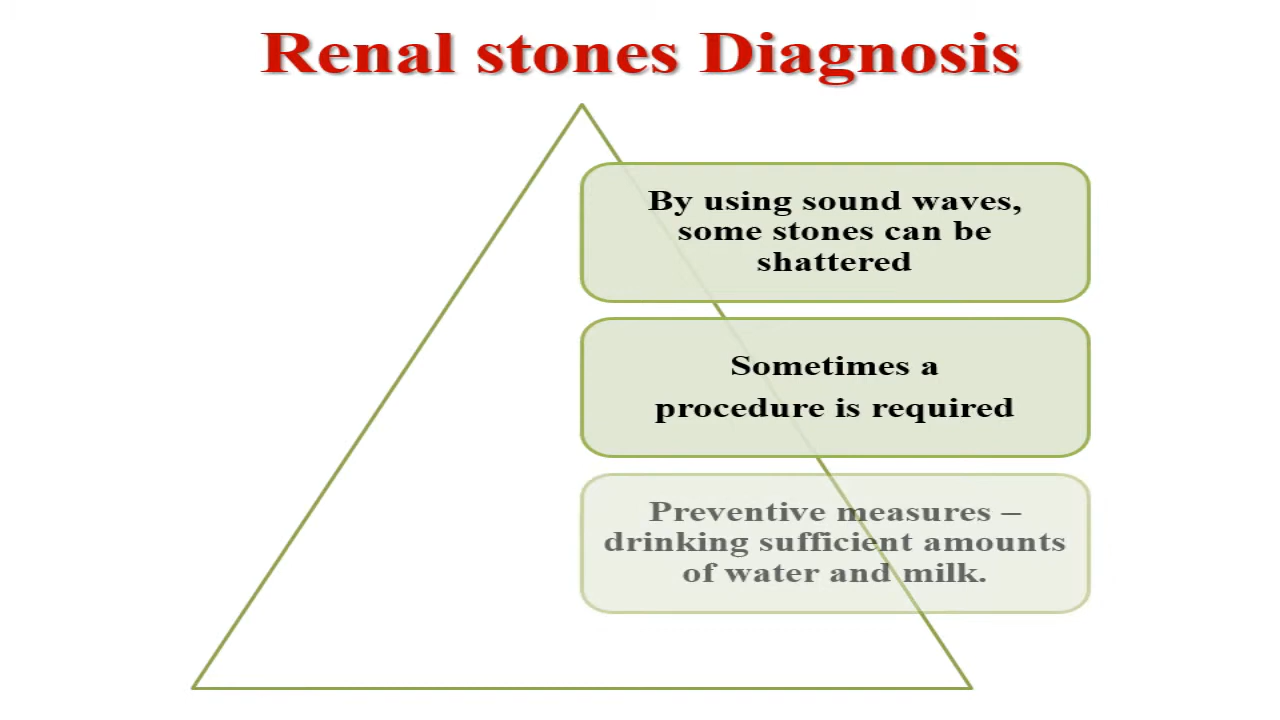 Renal stones Diagnosis
By using sound waves,
some stones can be
shattered
Sometimes a
procedure is required
Preventive measures –
drinking sufficient amounts
of water and milk.